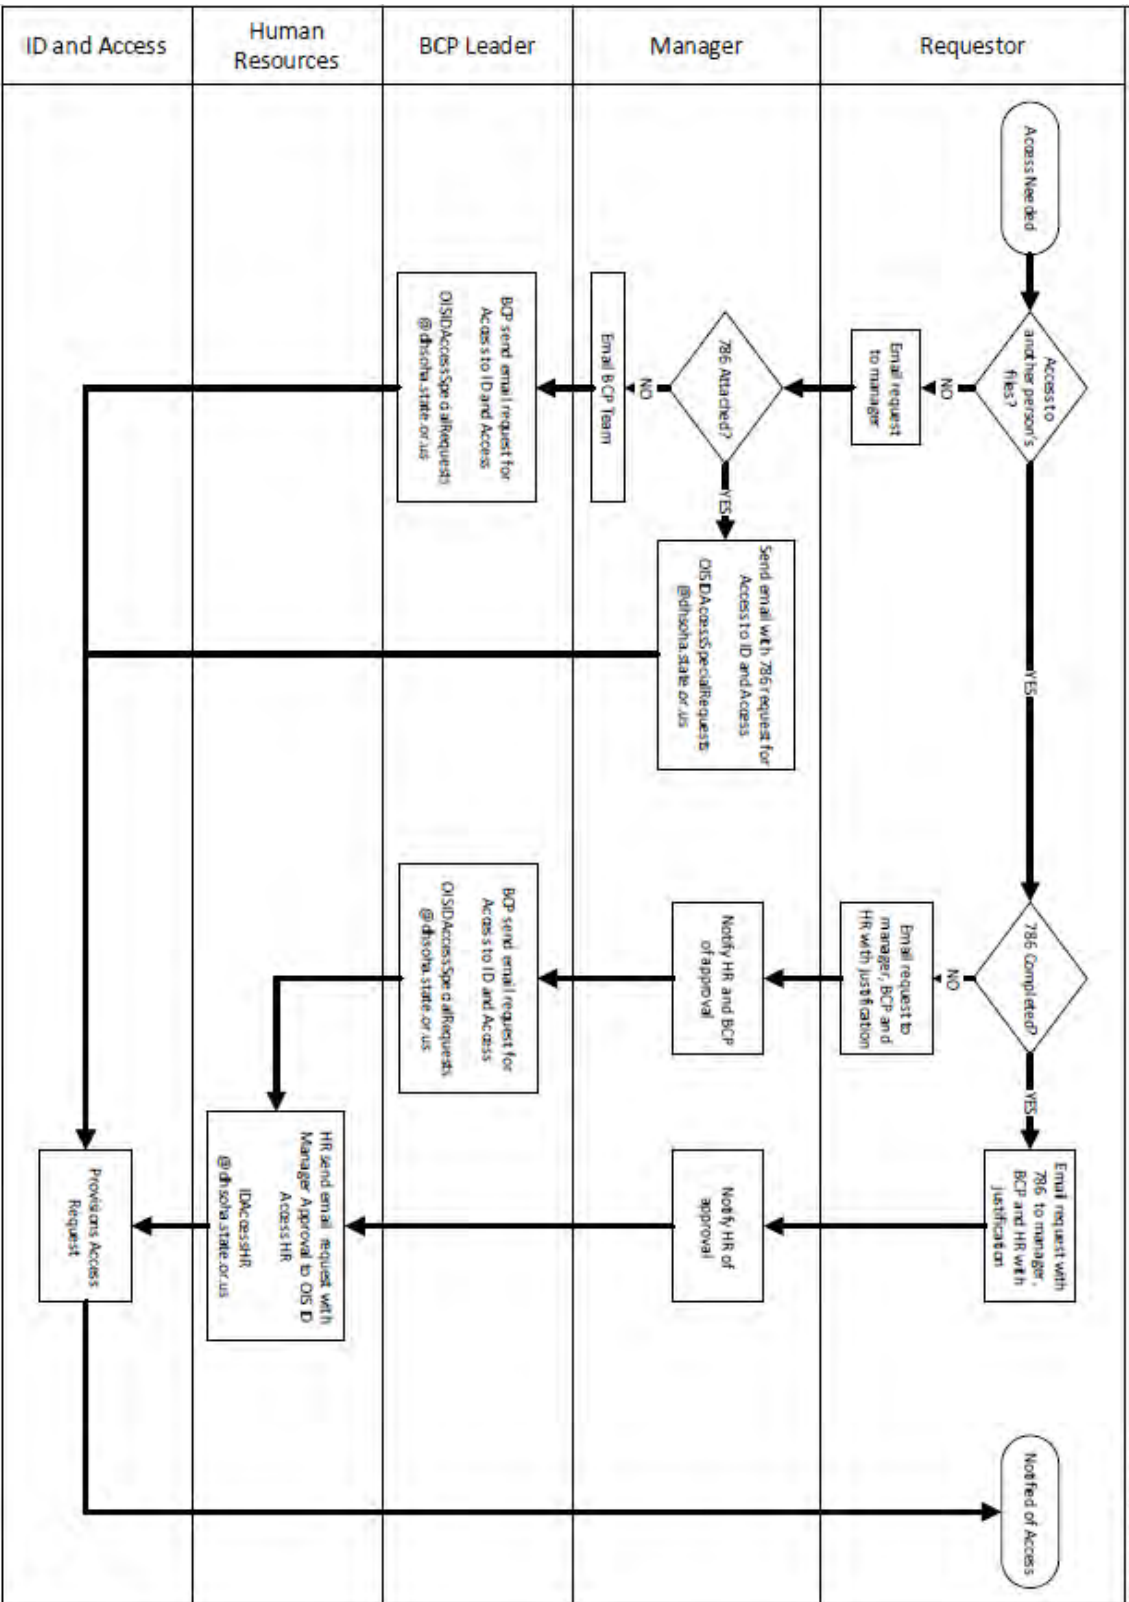 ID and Access
Human
Resources
BCP Leader
Manager
Requestor
Access Needed
Access to
another person's
files?
NO
YES
Email request
to manager
786 Attached?
NO
YES
Email BCP Team
BCP send email request for
Access to ID and Access
OISIDAccessSpecialRequests
@dhsoha.state.or.us
Send email with 786 request for
Access to ID and Access
OISIDAccessSpecialRequests
@dhsoha.state.or.us
786 Completed?
NO
YES
Email request to
manager, BCP and
HR with justification
Notify HR and BCP
of approval
BCP send email request for
Access to ID and Access
OISIDAccessSpecialRequests
@dhsoha.state.or.us
Email request with
786 to manager,
BCP and HR with
justification
Notify HR of
approval
HR send email request with
Manager Approval to OIS ID
Access HR
IDAccessHR
@dhsoha.state.or.us
Provisions Access
Request
Notified of Access